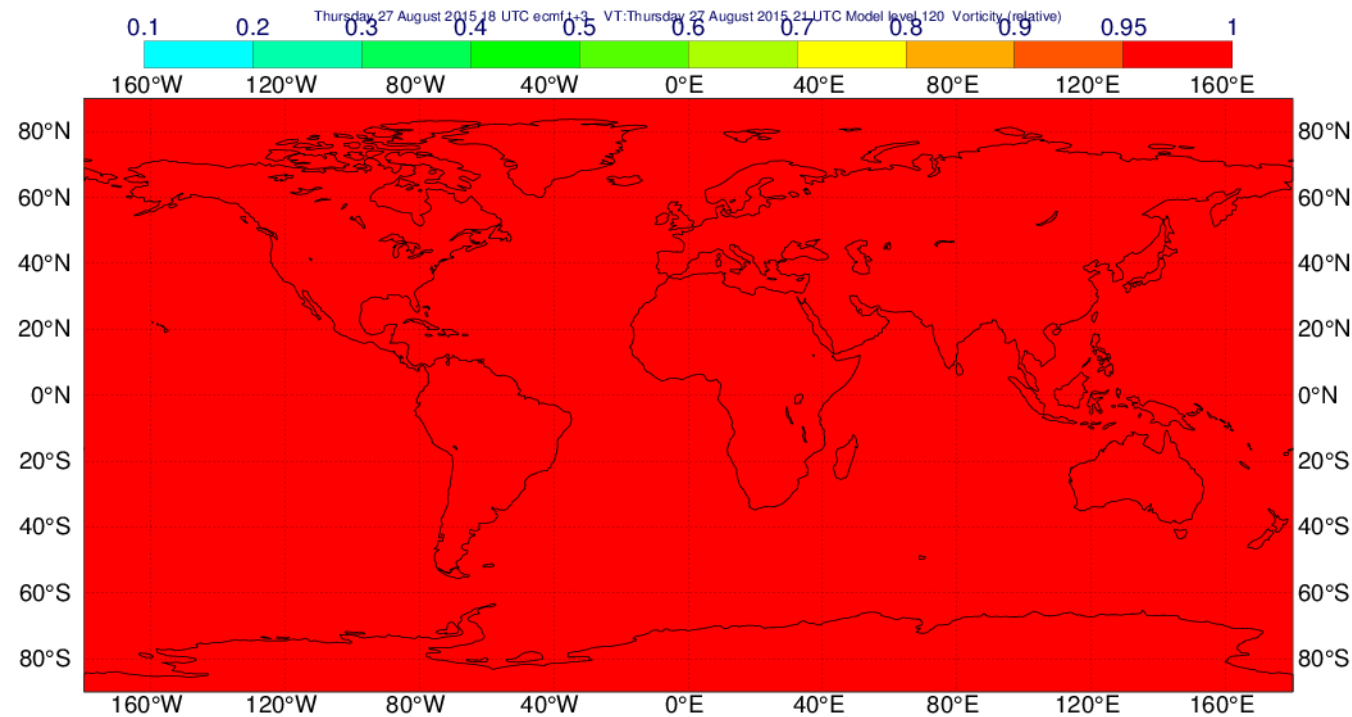 Thursday 27 August 2015 18 UTC ecmf t+3 VT:Thursday 27 August 2015 21 UTC Model level 120 Vorticity (relative)
0.1 0.2 0.3 0.4 0.5 0.6 0.7 0.8 0.9 0.95 1
160°W 120°W 80°W 40°W 0°E 40°E 80°E 120°E 160°E
80°N 80°N
60°N 60°N
40°N 40°N
20°N 20°N
0°N 0°N
20°S 20°S
40°S 40°S
60°S 60°S
80°S 80°S
160°W 120°W 80°W 40°W 0°E 40°E 80°E 120°E 160°E